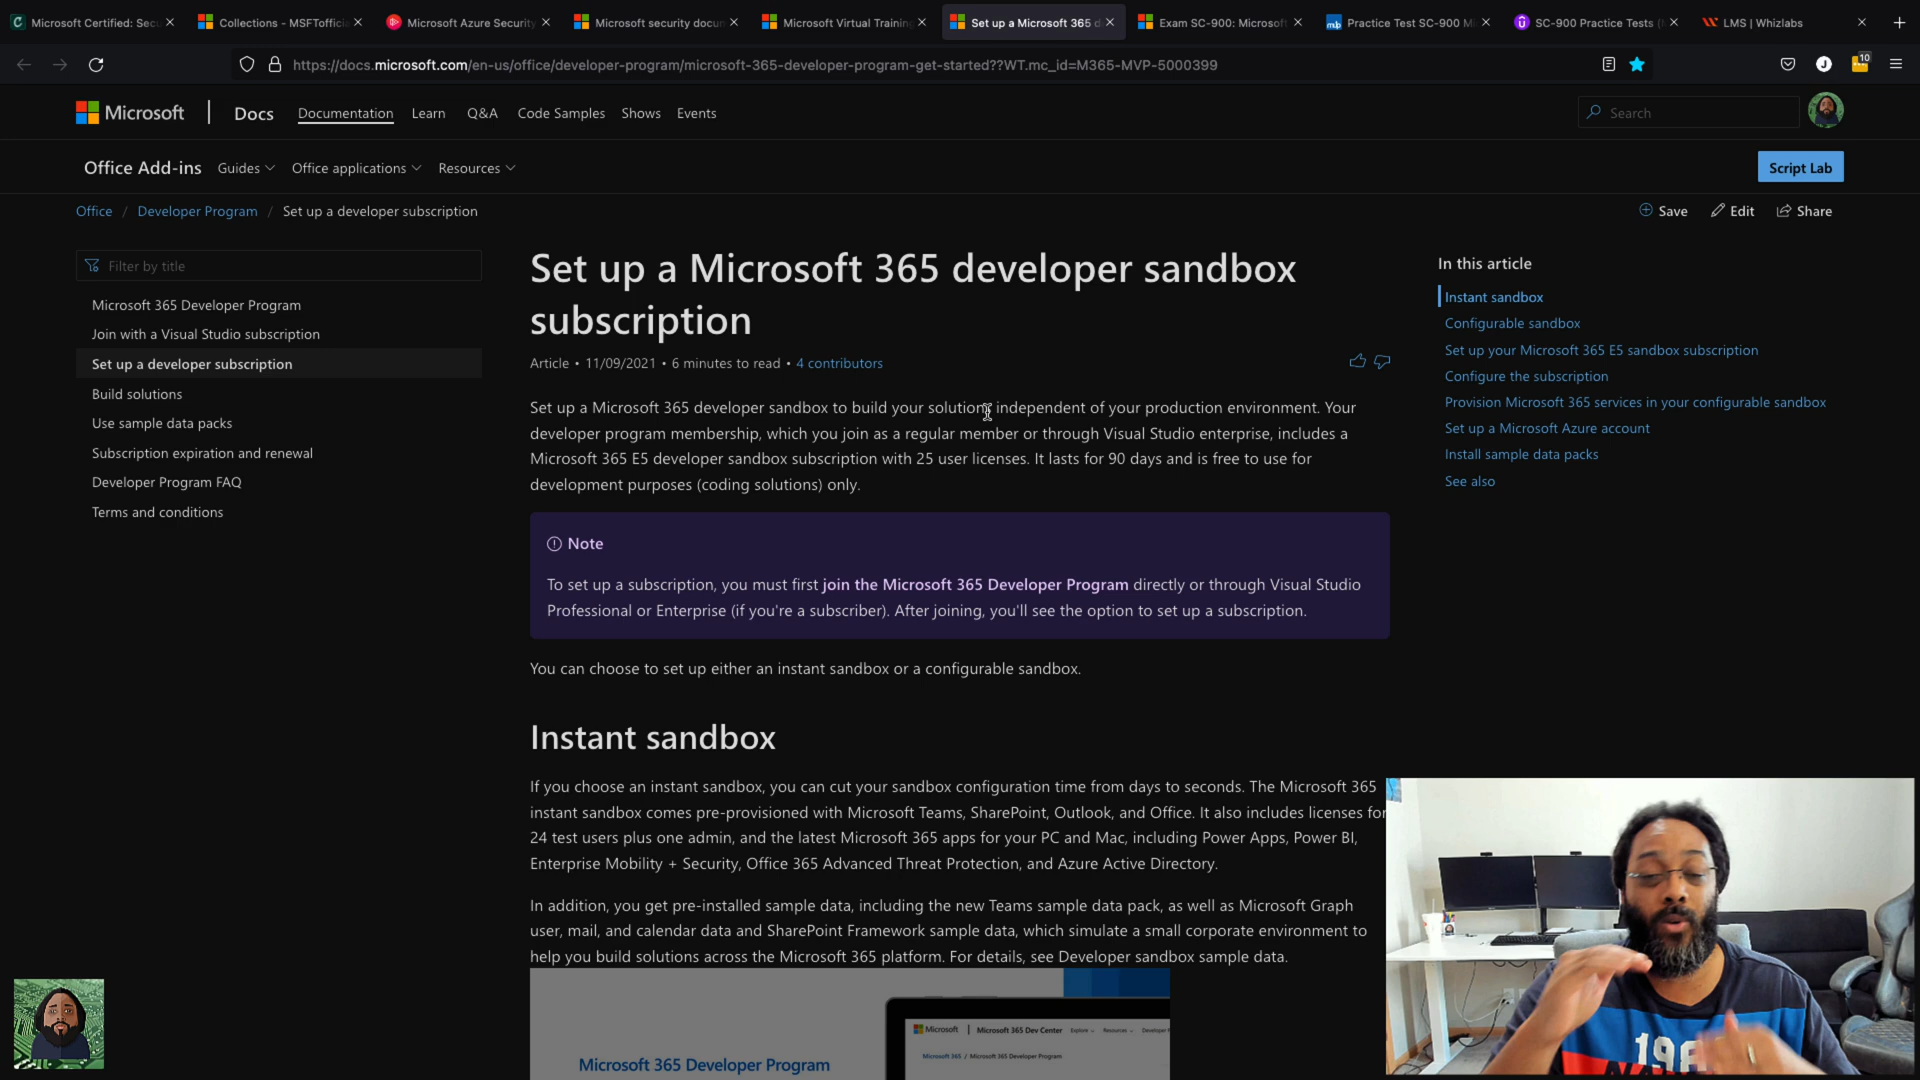 Microsoft Certified: Sec
Collections - MSFTofficia
Microsoft Azure Security
Microsoft security docun
Microsoft Virtual Training
Set up a Microsoft 365 d
Exam SC-900: Microsoft
Practice Test SC-900 Mi
SC-900 Practice Tests (
LMS | Whizlabs
https://docs.microsoft.com/en-us/office/developer-program/microsoft-365-developer-program-get-started??WT.mc_id=M365-MVP-5000399
J
10
Microsoft
Docs
Documentation
Learn
Q&A
Code Samples
Shows
Events
Search
Office Add-ins
Guides
Office applications
Resources
Script Lab
Office / Developer Program / Set up a developer subscription
Save
Edit
Share
Filter by title
Microsoft 365 Developer Program
Join with a Visual Studio subscription
Set up a developer subscription
Build solutions
Use sample data packs
Subscription expiration and renewal
Developer Program FAQ
Terms and conditions
Set up a Microsoft 365 developer sandbox
subscription
Article • 11/09/2021 • 6 minutes to read • 4 contributors
Set up a Microsoft 365 developer sandbox to build your solutions independent of your production environment. Your
developer program membership, which you join as a regular member or through Visual Studio enterprise, includes a
Microsoft 365 E5 developer sandbox subscription with 25 user licenses. It lasts for 90 days and is free to use for
development purposes (coding solutions) only.
Note
To set up a subscription, you must first join the Microsoft 365 Developer Program directly or through Visual Studio
Professional or Enterprise (if you're a subscriber). After joining, you'll see the option to set up a subscription.
You can choose to set up either an instant sandbox or a configurable sandbox.
Instant sandbox
If you choose an instant sandbox, you can cut your sandbox configuration time from days to seconds. The Microsoft 365
instant sandbox comes pre-provisioned with Microsoft Teams, SharePoint, Outlook, and Office. It also includes licenses for
24 test users plus one admin, and the latest Microsoft 365 apps for your PC and Mac, including Power Apps, Power BI,
Enterprise Mobility + Security, Office 365 Advanced Threat Protection, and Azure Active Directory.
In addition, you get pre-installed sample data, including the new Teams sample data pack, as well as Microsoft Graph
user, mail, and calendar data and SharePoint Framework sample data, which simulate a small corporate environment to
help you build solutions across the Microsoft 365 platform. For details, see Developer sandbox sample data.
Microsoft 365 Developer Program
Microsoft | Microsoft 365 Dev Center Explore Resources
Microsoft 365 / Microsoft 365 Developer Program
In this article
Instant sandbox
Configurable sandbox
Set up your Microsoft 365 E5 sandbox subscription
Configure the subscription
Provision Microsoft 365 services in your configurable sandbox
Set up a Microsoft Azure account
Install sample data packs
See also